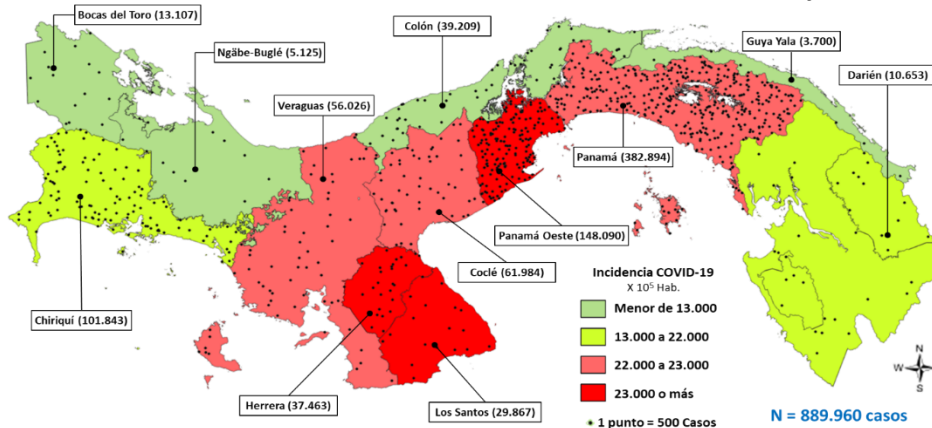 Bocas del Toro (13.107)
Colón (39.209)
Ngäbe-Buglé (5.125)
Guya Yala (3.700)
Darién (10.653)
Veraguas (56.026)
Panamá (382.894)
Panamá Oeste (148.090)
Coclé (61.984)
Chiriquí (101.843)
Herrera (37.463)
Los Santos (29.867)
Incidencia COVID-19
X 10⁵ Hab.
Menor de 13.000
13.000 a 22.000
22.000 a 23.000
23.000 o más
1 punto = 500 Casos
N
W
E
S
N = 889.960 casos